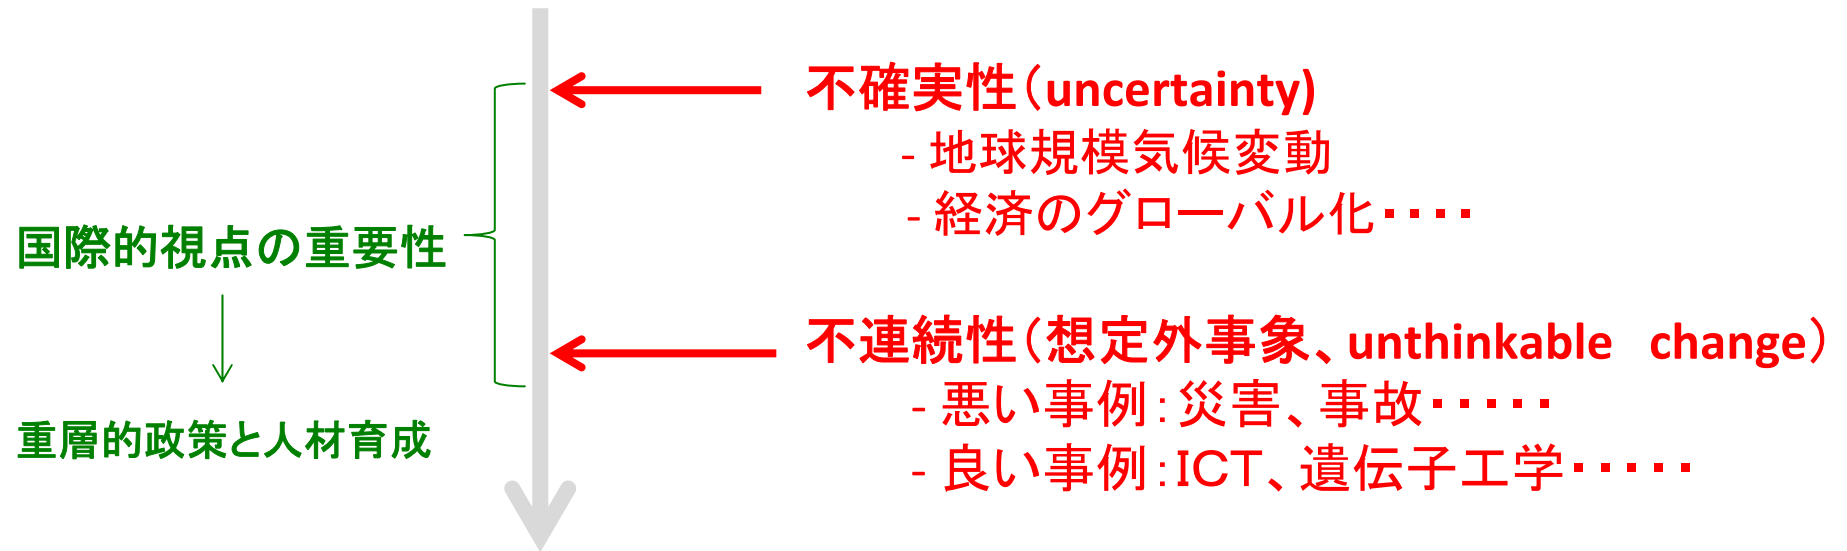 不確実性（uncertainty)
- 地球規模気候変動
- 経済のグローバル化・・・・
国際的視点の重要性
不連続性（想定外事象、unthinkable　change）
- 悪い事例：災害、事故・・・・・
重層的政策と人材育成
- 良い事例：ＩＣＴ、遺伝子工学・・・・・